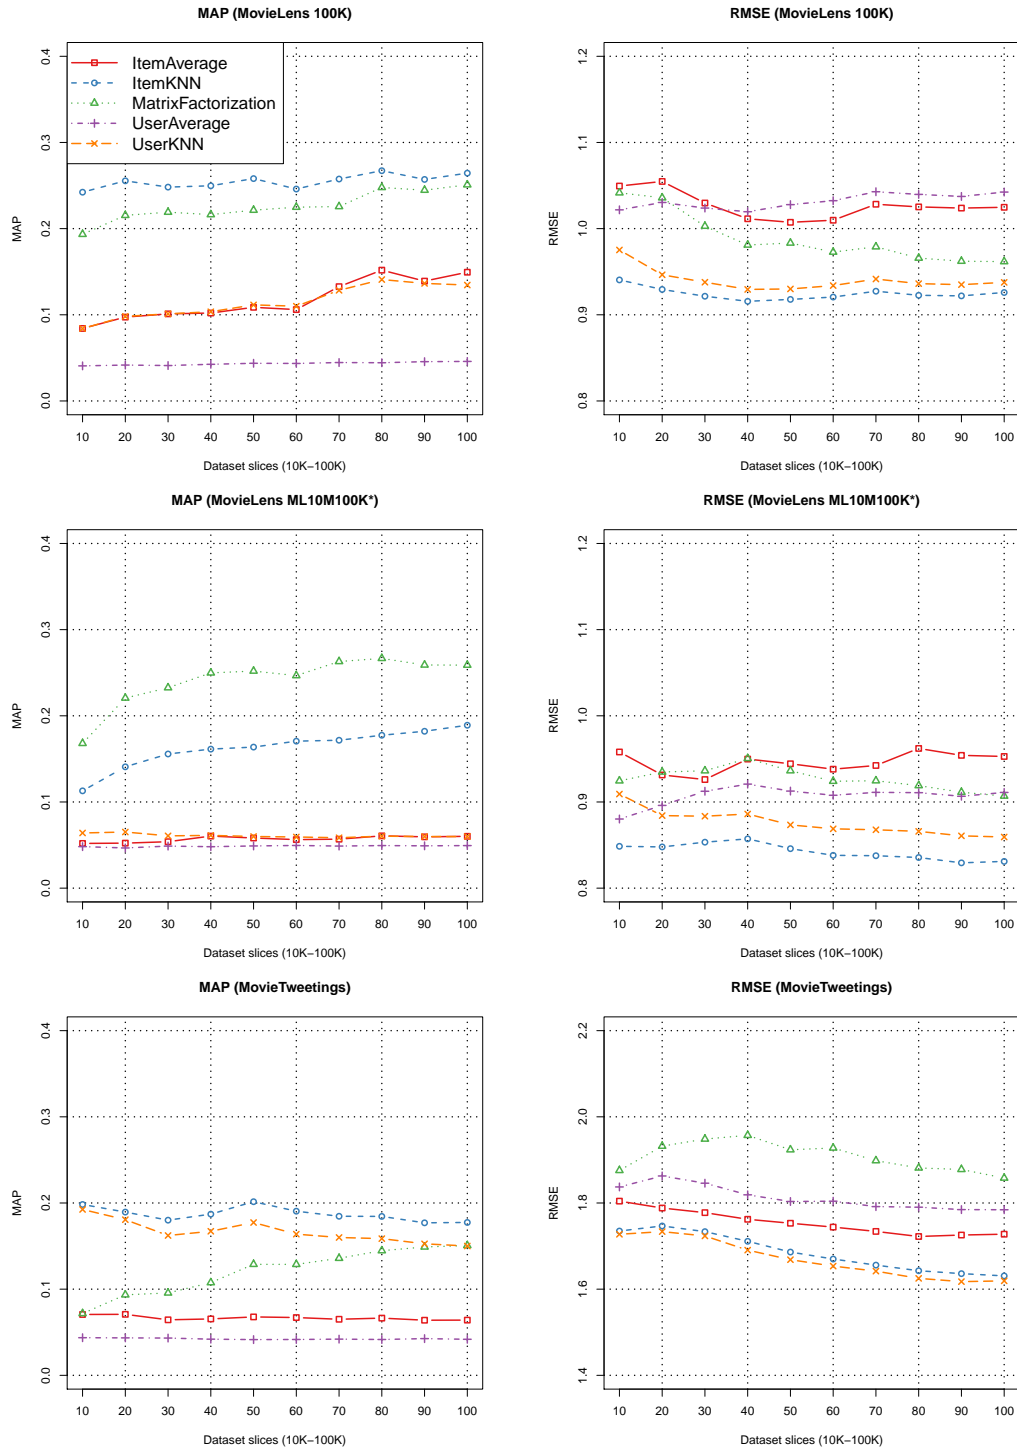 MAP (MovieLens 100K)
RMSE (MovieLens 100K)
0.4
0.3
0.2
0.1
0.0
MAP
ItemAverage
ItemKNN
MatrixFactorization
UserAverage
UserKNN
10 20 30 40 50 60 70 80 90 100
Dataset slices (10K−100K)
1.2
1.1
1.0
0.9
0.8
RMSE
10 20 30 40 50 60 70 80 90 100
Dataset slices (10K−100K)
MAP (MovieLens ML10M100K*)
RMSE (MovieLens ML10M100K*)
0.4
0.3
0.2
0.1
0.0
MAP
10 20 30 40 50 60 70 80 90 100
Dataset slices (10K−100K)
1.2
1.1
1.0
0.9
0.8
RMSE
10 20 30 40 50 60 70 80 90 100
Dataset slices (10K−100K)
MAP (MovieTweetings)
RMSE (MovieTweetings)
0.4
0.3
0.2
0.1
0.0
MAP
10 20 30 40 50 60 70 80 90 100
Dataset slices (10K−100K)
2.2
2.0
1.8
1.6
1.4
RMSE
10 20 30 40 50 60 70 80 90 100
Dataset slices (10K−100K)